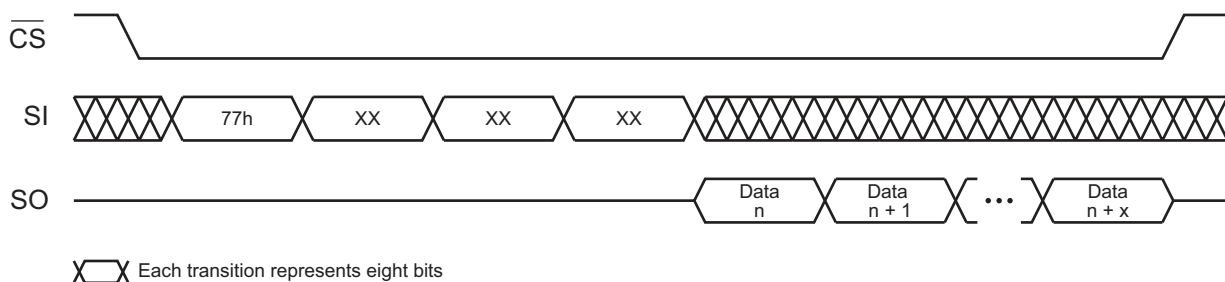 CS
SI
77h
XX
XX
XX
SO
Data
n
Data
n + 1
•••
Data
n + x
Each transition represents eight bits